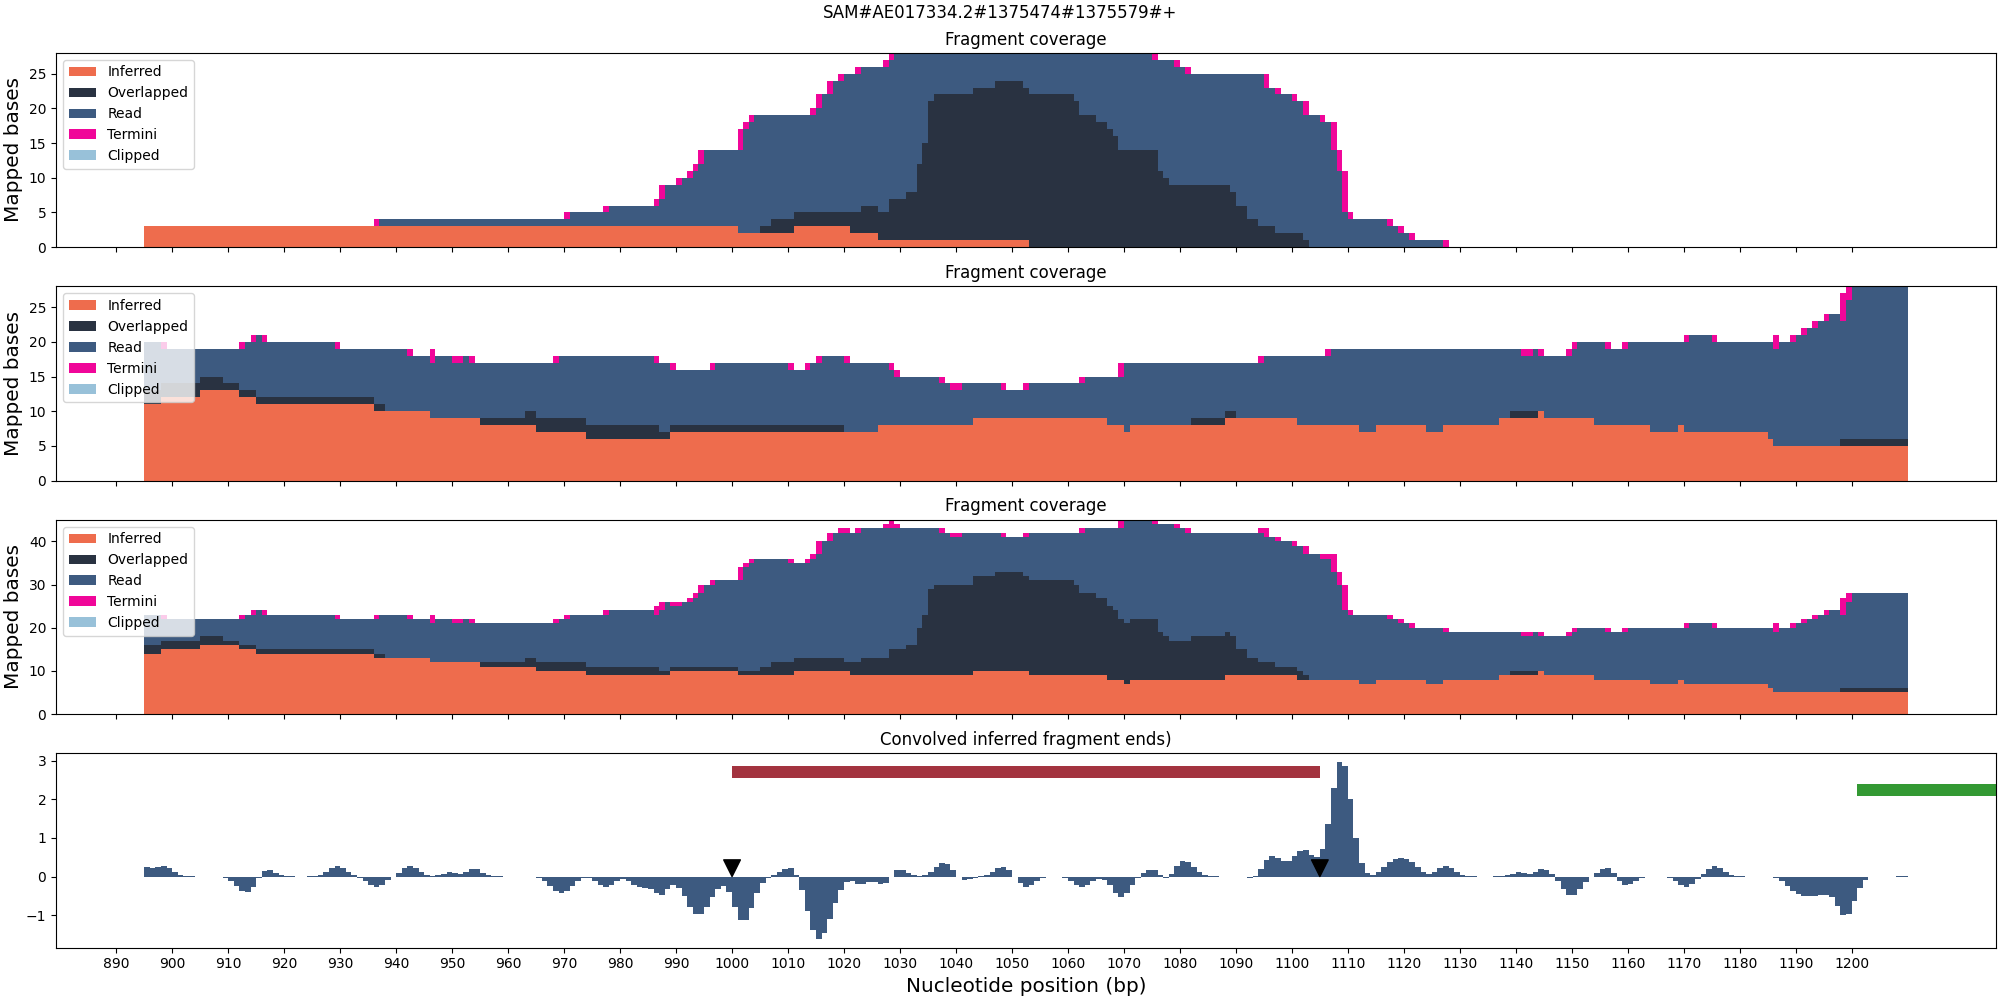 SAM#AE017334.2#1375474#1375579#+
Fragment coverage
Mapped bases
25
20
15
10
5
0
Inferred
Overlapped
Read
Termini
Clipped
Fragment coverage
Mapped bases
25
20
15
10
5
0
Inferred
Overlapped
Read
Termini
Clipped
Fragment coverage
Mapped bases
40
30
20
10
0
Inferred
Overlapped
Read
Termini
Clipped
Convolved inferred fragment ends)
3
2
1
0
−1
890 900 910 920 930 940 950 960 970 980 990 1000 1010 1020 1030 1040 1050 1060 1070 1080 1090 1100 1110 1120 1130 1140 1150 1160 1170 1180 1190 1200
Nucleotide position (bp)